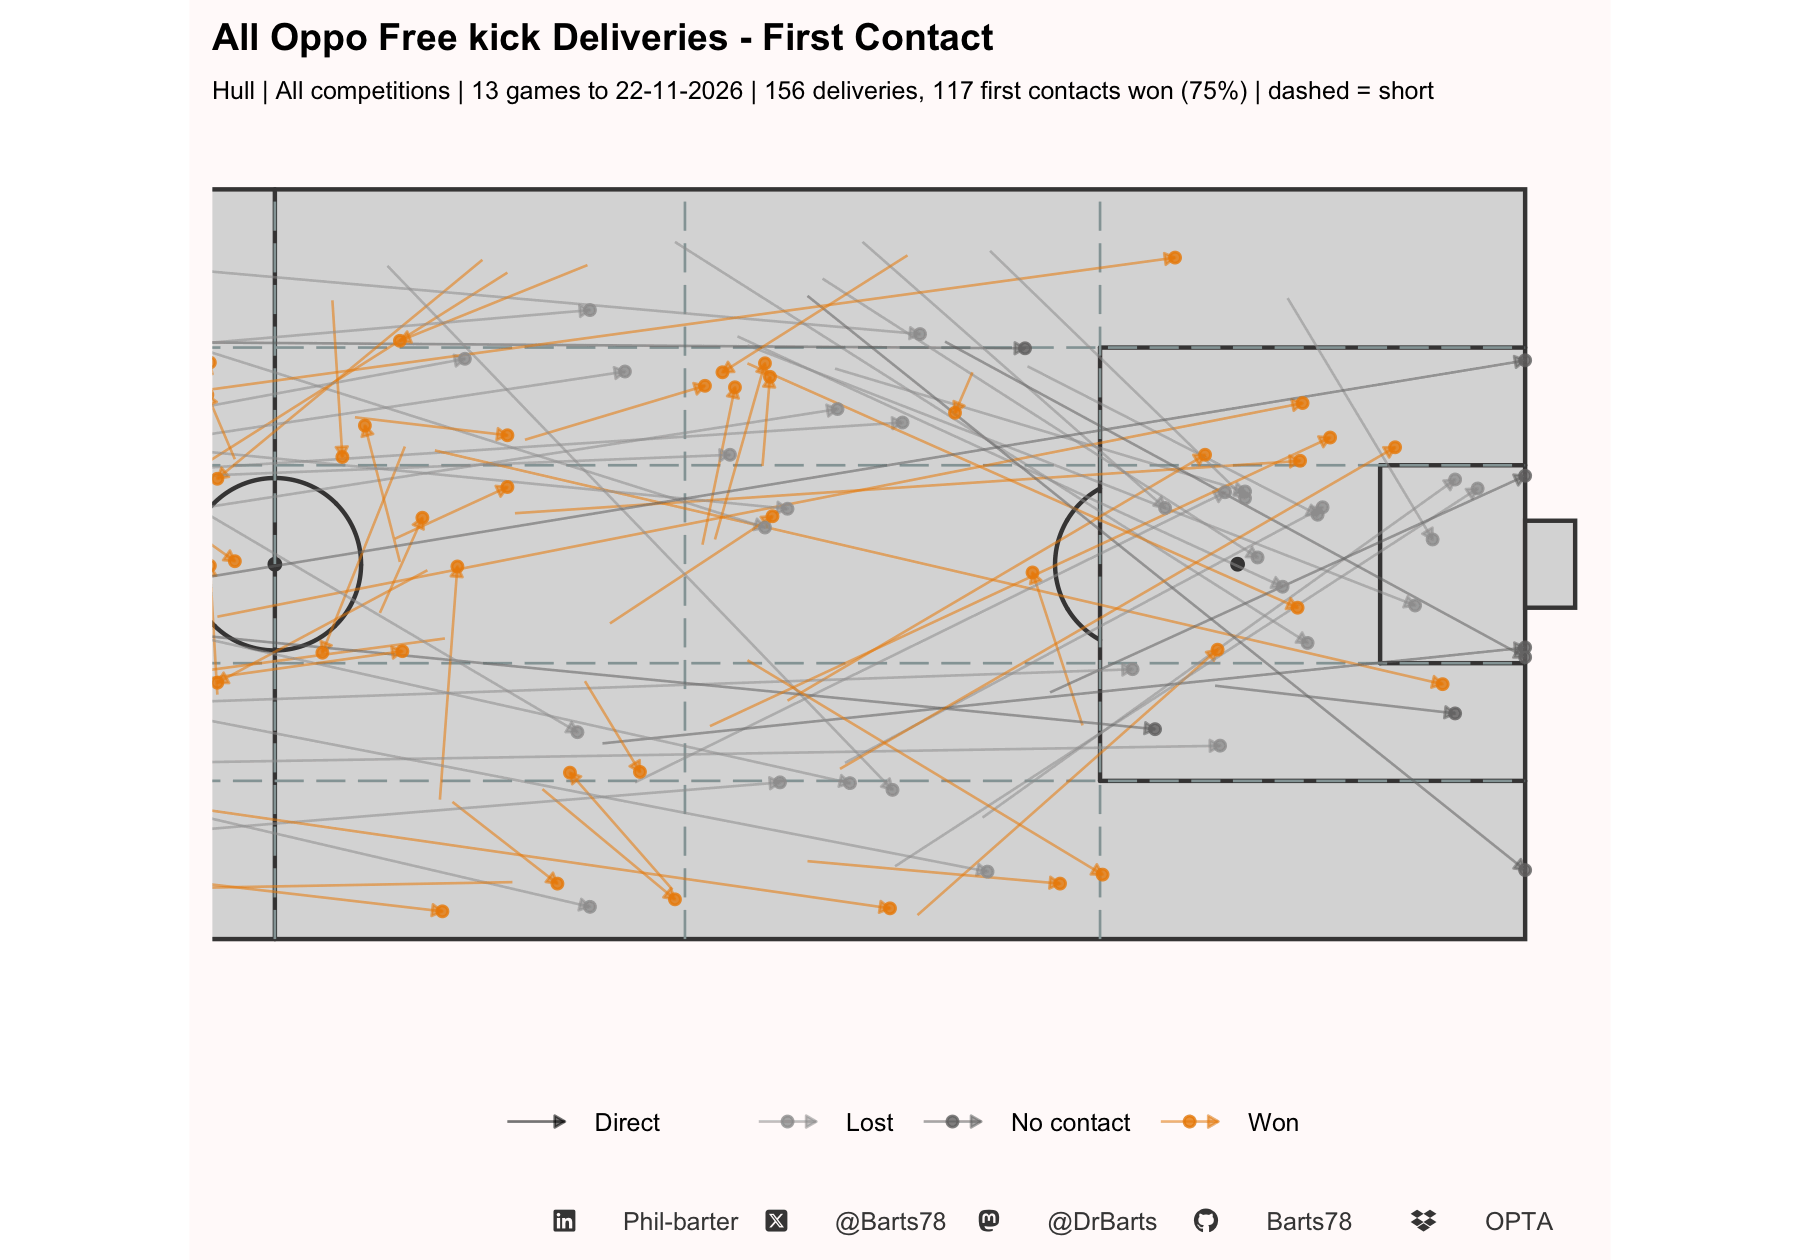 All Oppo Free kick Deliveries - First Contact
Hull | All competitions | 13 games to 22-11-2026 | 156 deliveries, 117 first contacts won (75%) | dashed = short
Direct Lost No contact Won
Phil-barter @Barts78 @DrBarts Barts78 OPTA